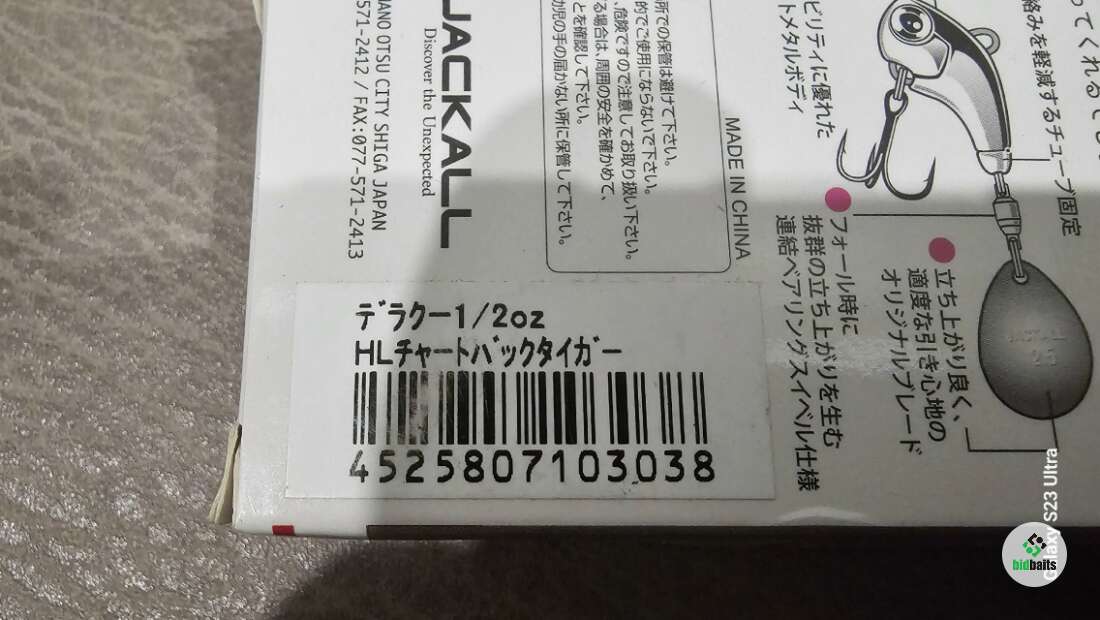 JACKALL
Discover the Unexpected
OTSU CITY SHIGA JAPAN
571-2412 / FAX:077-571-2413
所での保管は避けて下さい。
的でご使用にならないで下さい。
危険ですので注意してお取り扱い下さい。
る場合は、周囲の安全を確かめて、
とを確認して下さい。
幼児の手の届かない所に保管して下さい。
MADE IN CHINA
ビリティに優れた
トメタルボディ
ってくれる
絡みを軽減するチューブ固定
フォール時に
抜群の立ち上がりを生む
連結ベアリングスイベル仕様
立ち上がり良く、
適度な引き心地の
オリジナルブレード
デラクー1/2oz
HLチャートバックタイガー
4525807103038
S23 Ultra
bidbaits